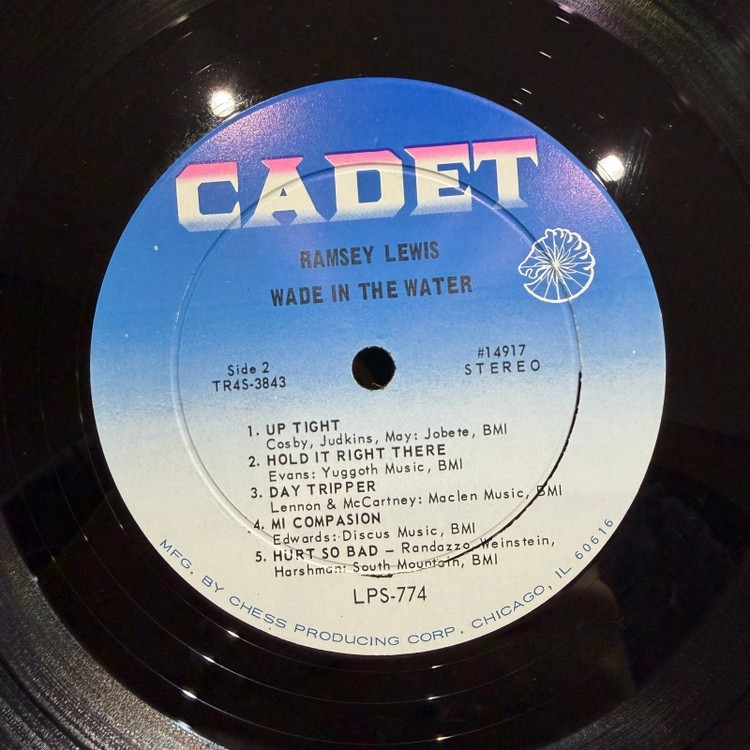 CADET
RAMSEY LEWIS
WADE IN THE WATER
Side 2
TR4S-3843
#14917
STEREO
1. UP TIGHT
Cosby, Judkins, May: Jobete, BMI
2. HOLD IT RIGHT THERE
Evans: Yuggoth Music, BMI
3. DAY TRIPPER
Lennon & McCartney: Maclen Music, BMI
4. MI COMPASION
Edwards: Discus Music, BMI
5. HURT SO BAD – Randazzo, Weinstein,
Harshman: South Mountain, BMI
LPS-774
MFG. BY CHESS PRODUCING CORP. CHICAGO, IL 60616